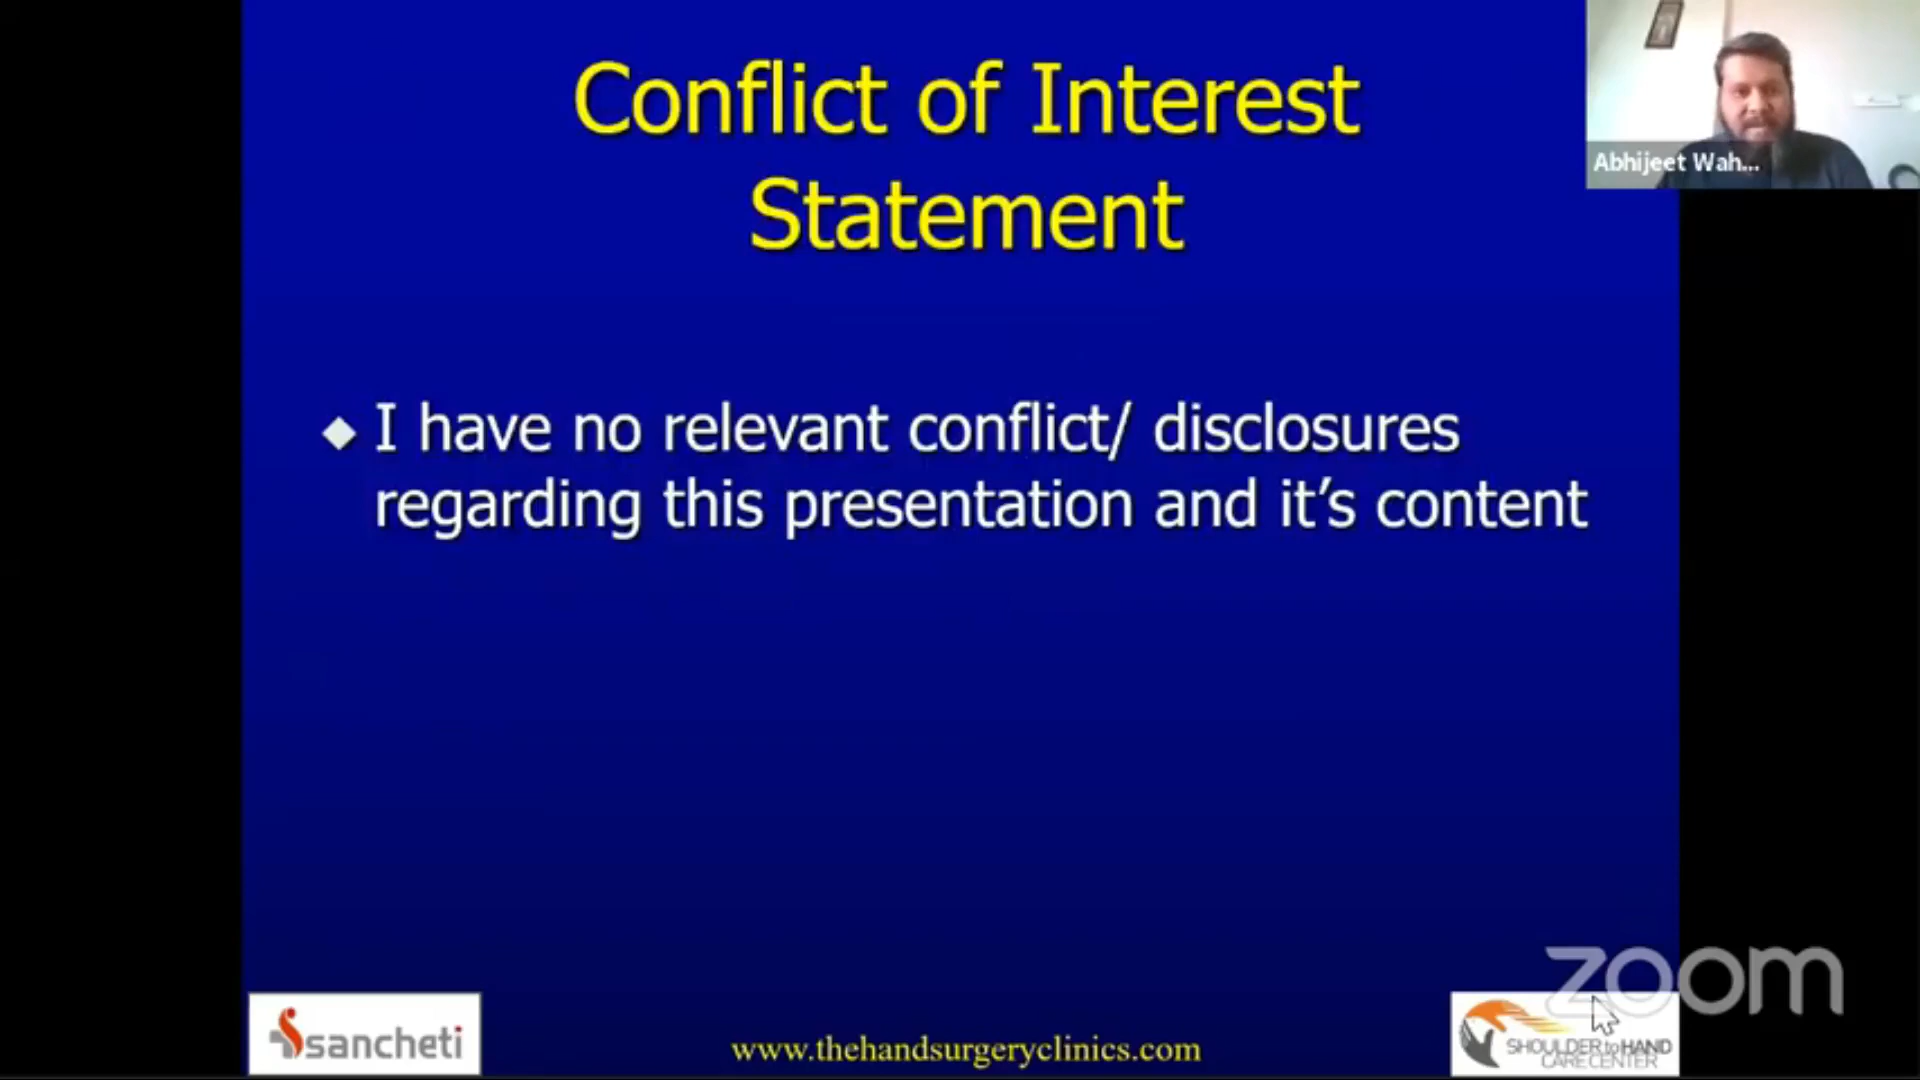 Conflict of Interest
Statement
Abhijeet Wah...
I have no relevant conflict/ disclosures
regarding this presentation and it’s content
zoom
sancheti
www.thehandsurgeryclinics.com
SHOULDER to HAND
CARE CENTER